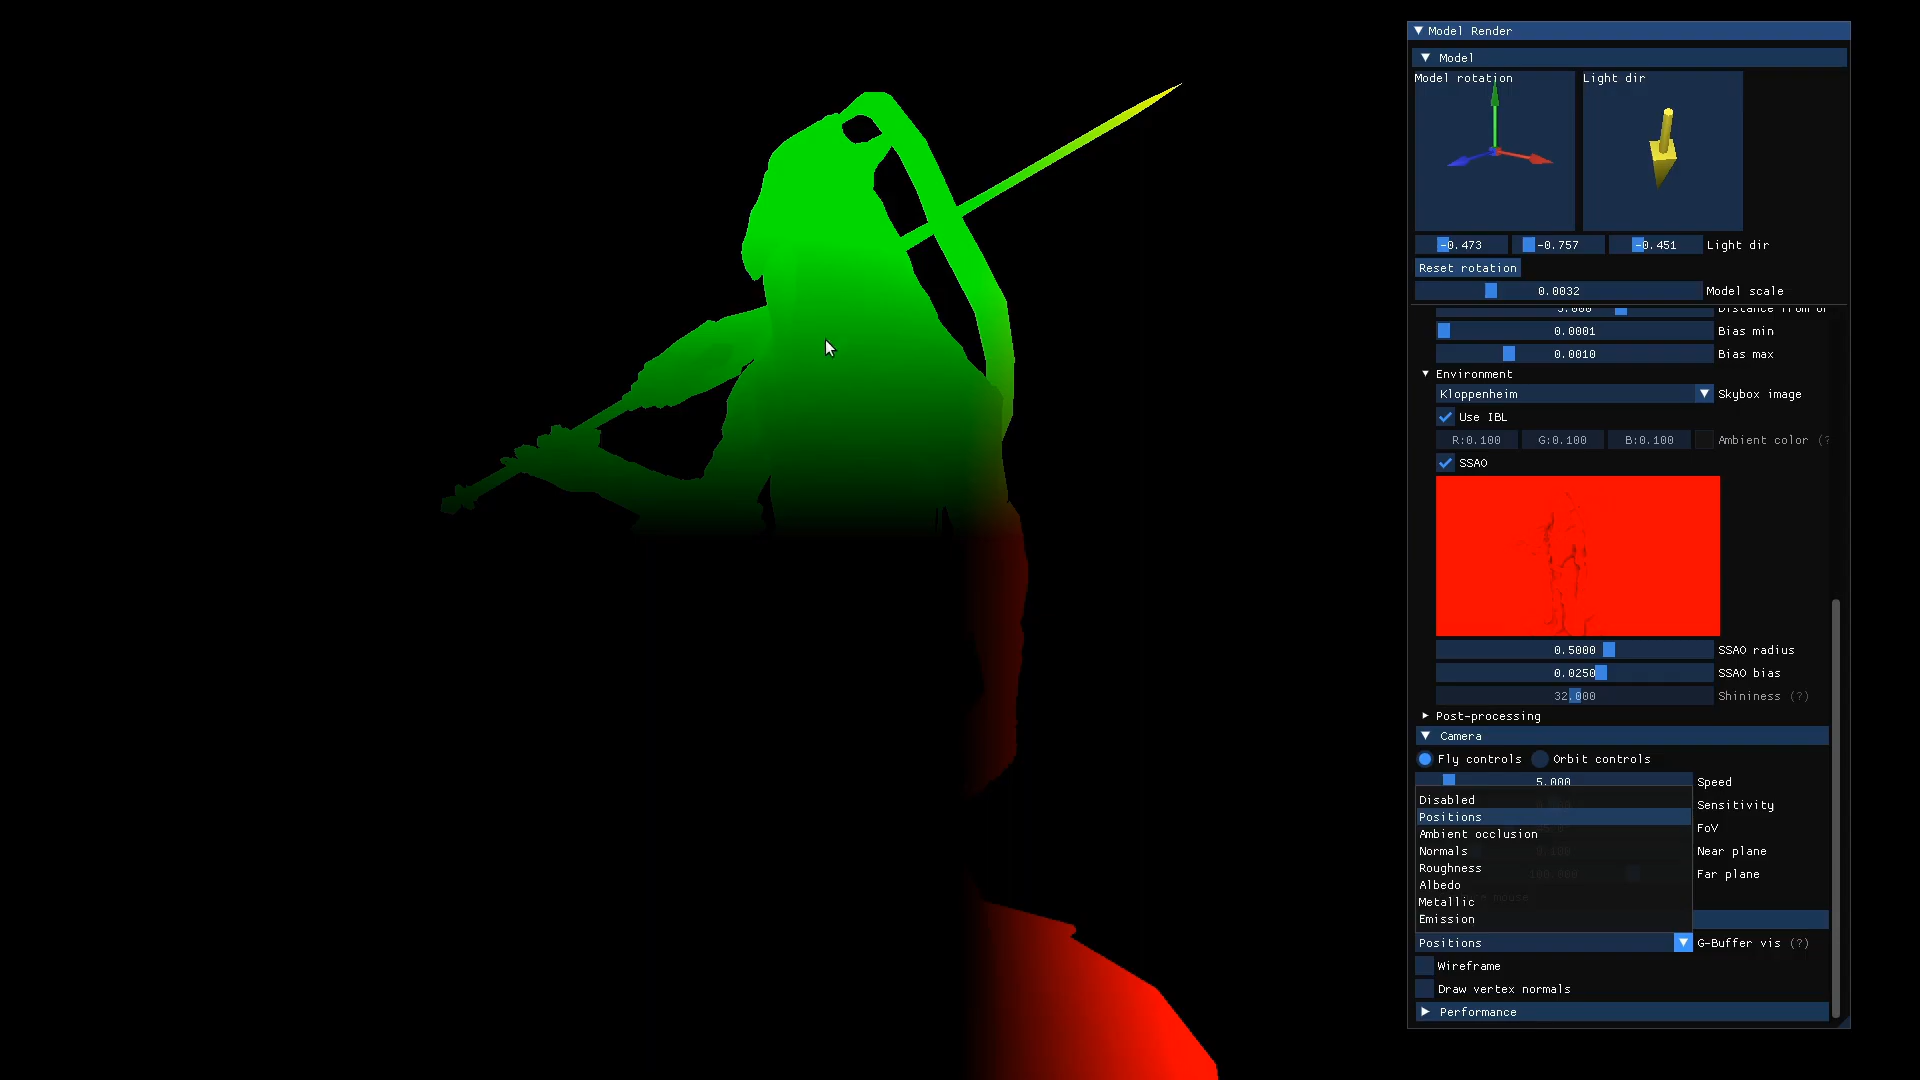 Model Render
Model
Model rotation
Light dir
-0.473 -0.757 -0.451 Light dir
Reset rotation
0.0032 Model scale
0.0001 Bias min
0.0010 Bias max
Environment
Kloppenheim Skybox image
Use IBL
R:0.100 G:0.100 B:0.100 Ambient color (?
SSAO
0.5000 SSAO radius
0.0250 SSAO bias
32.000 Shininess (?)
Post-processing
Camera
Fly controls Orbit controls
5.000 Speed
Disabled
Sensitivity
Positions
FoV
Ambient occlusion
Normals
Near plane
Roughness
Far plane
Albedo
Metallic
Emission
Positions G-Buffer vis (?)
Wireframe
Draw vertex normals
Performance